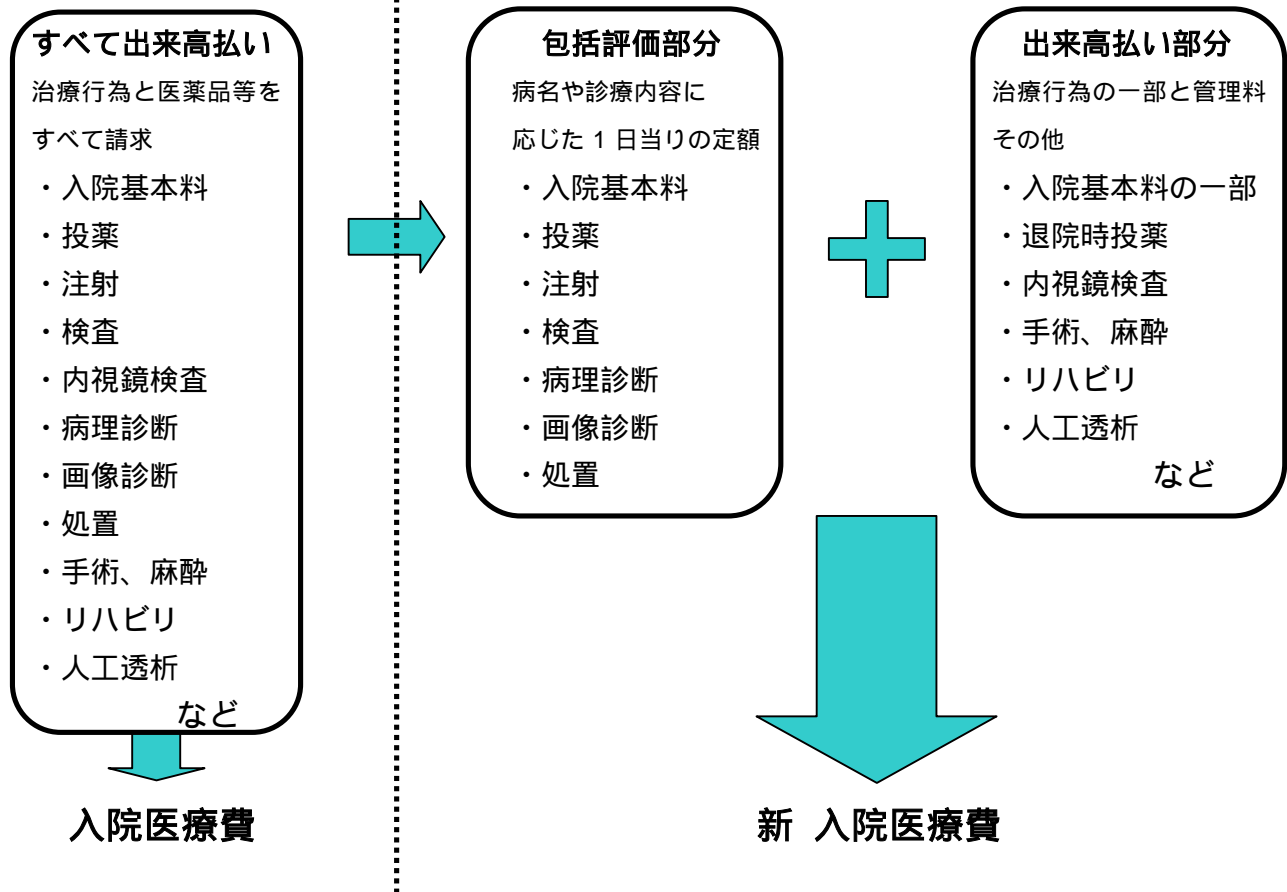 すべて出来高払い
治療行為と医薬品等を
すべて請求
・入院基本料
・投薬
・注射
・検査
・内視鏡検査
・病理診断
・画像診断
・処置
・手術、麻酔
・リハビリ
・人工透析
など
入院医療費
包括評価部分
病名や診療内容に
応じた 1 日当りの定額
・入院基本料
・投薬
・注射
・検査
・病理診断
・画像診断
・処置
出来高払い部分
治療行為の一部と管理料
その他
・入院基本料の一部
・退院時投薬
・内視鏡検査
・手術、麻酔
・リハビリ
・人工透析
など
新 入院医療費